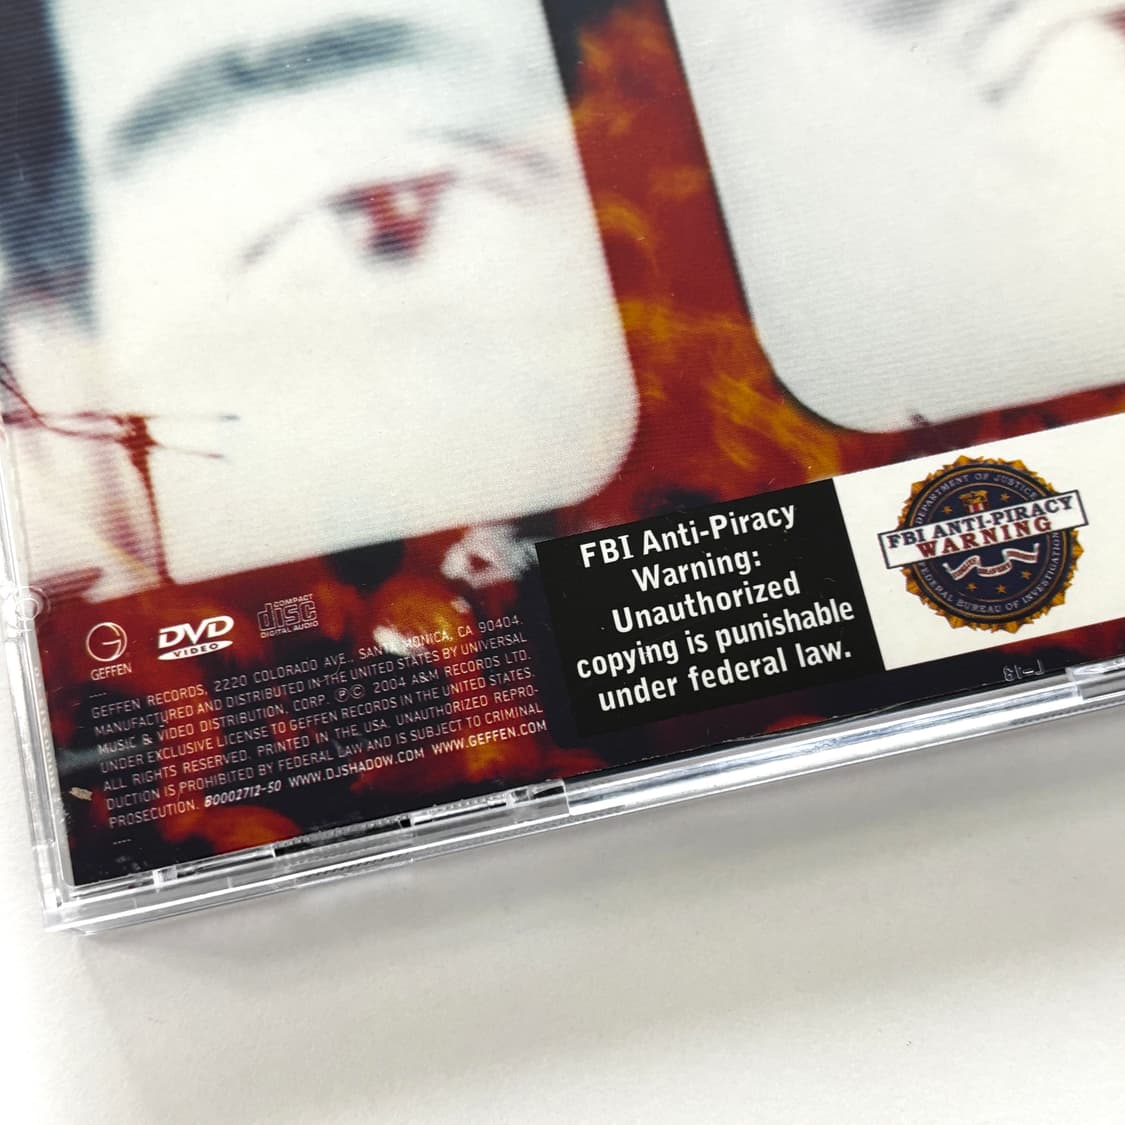 GEFFEN
DVD
VIDEO
COMPACT
disc
DIGITAL AUDIO
----
GEFFEN RECORDS, 2220 COLORADO AVE., SANTA MONICA, CA 90404.
MANUFACTURED AND DISTRIBUTED IN THE UNITED STATES BY UNIVERSAL
MUSIC & VIDEO DISTRIBUTION, CORP. ℗© 2004 A&M RECORDS LTD.
UNDER EXCLUSIVE LICENSE TO GEFFEN RECORDS IN THE UNITED STATES.
ALL RIGHTS RESERVED. PRINTED IN THE USA. UNAUTHORIZED REPRO-
DUCTION IS PROHIBITED BY FEDERAL LAW AND IS SUBJECT TO CRIMINAL
PROSECUTION. B0002712-50 WWW.DJSHADOW.COM WWW.GEFFEN.COM
----
FBI Anti-Piracy
Warning:
Unauthorized
copying is punishable
under federal law.
DEPARTMENT OF JUSTICE
FBI ANTI-PIRACY
WARNING
FEDERAL BUREAU OF INVESTIGATION